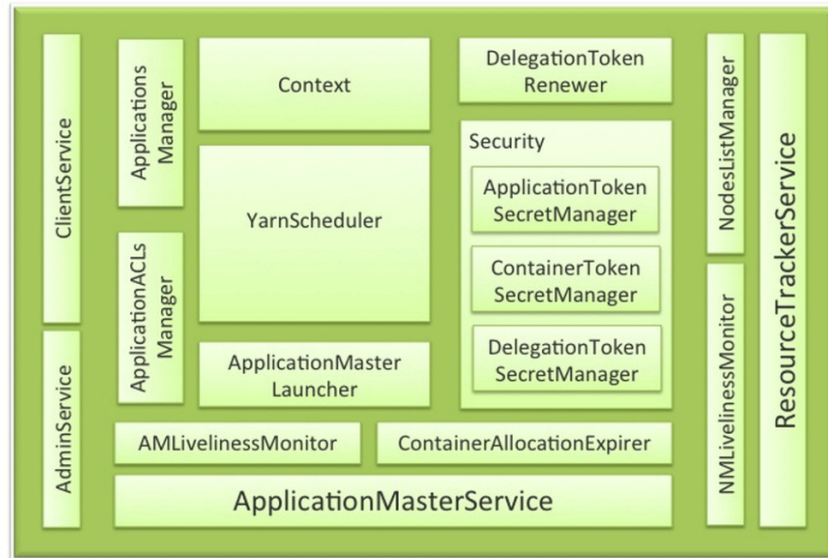 ClientService
AdminService
Applications
Manager
ApplicationACLs
Manager
Context
YarnScheduler
ApplicationMaster
Launcher
DelegationToken
Renewer
Security
ApplicationToken
SecretManager
ContainerToken
SecretManager
DelegationToken
SecretManager
AMLivelinessMonitor
ContainerAllocationExpirer
ApplicationMasterService
NodesListManager
NMLivelinessMonitor
ResourceTrackerService